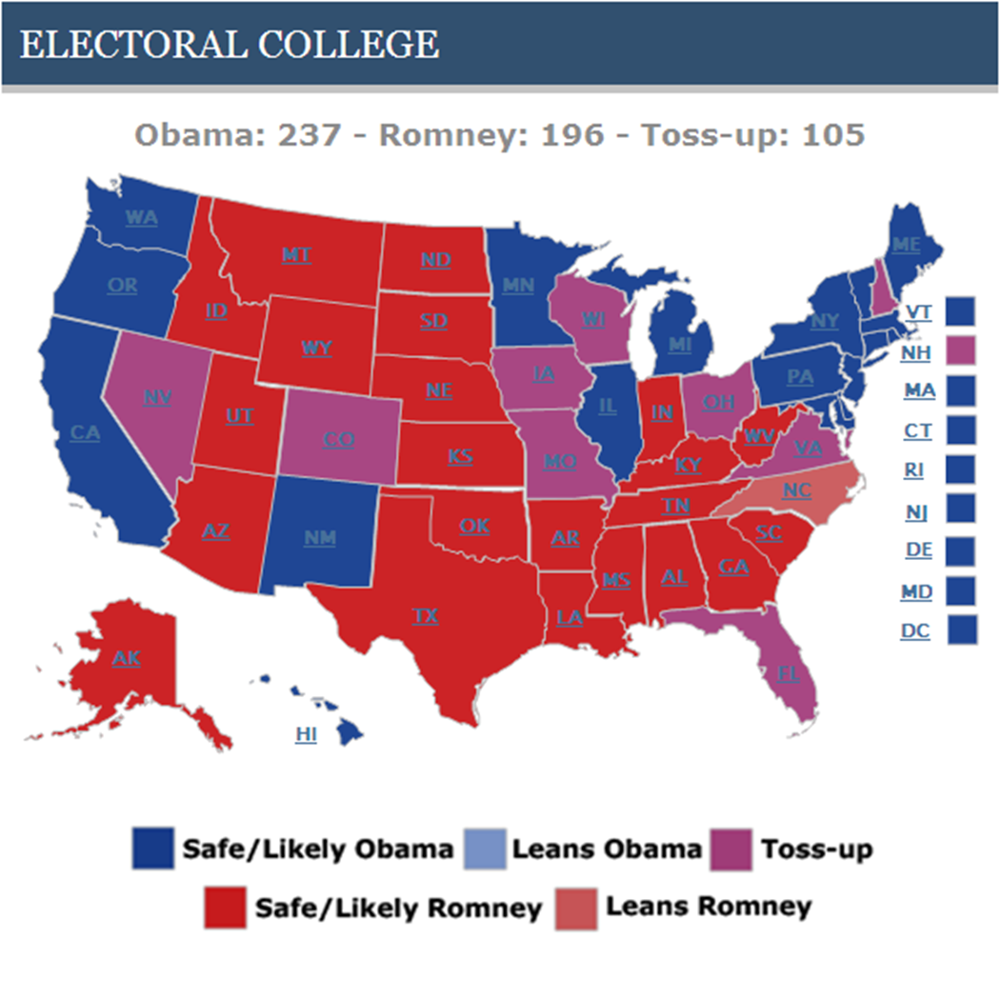 ELECTORAL COLLEGE
Obama: 237 - Romney: 196 - Toss-up: 105
WA
MT
ND
MN
ME
OR
ID
SD
WI
NY
VT
WY
MI
NH
NV
NE
IA
PA
MA
UT
IL
IN
OH
CA
CO
KS
MO
WV
VA
CT
KY
RI
NC
AZ
NM
OK
AR
TN
SC
NJ
MS
AL
GA
DE
TX
LA
MD
AK
FL
DC
HI
Safe/Likely Obama
Leans Obama
Toss-up
Safe/Likely Romney
Leans Romney